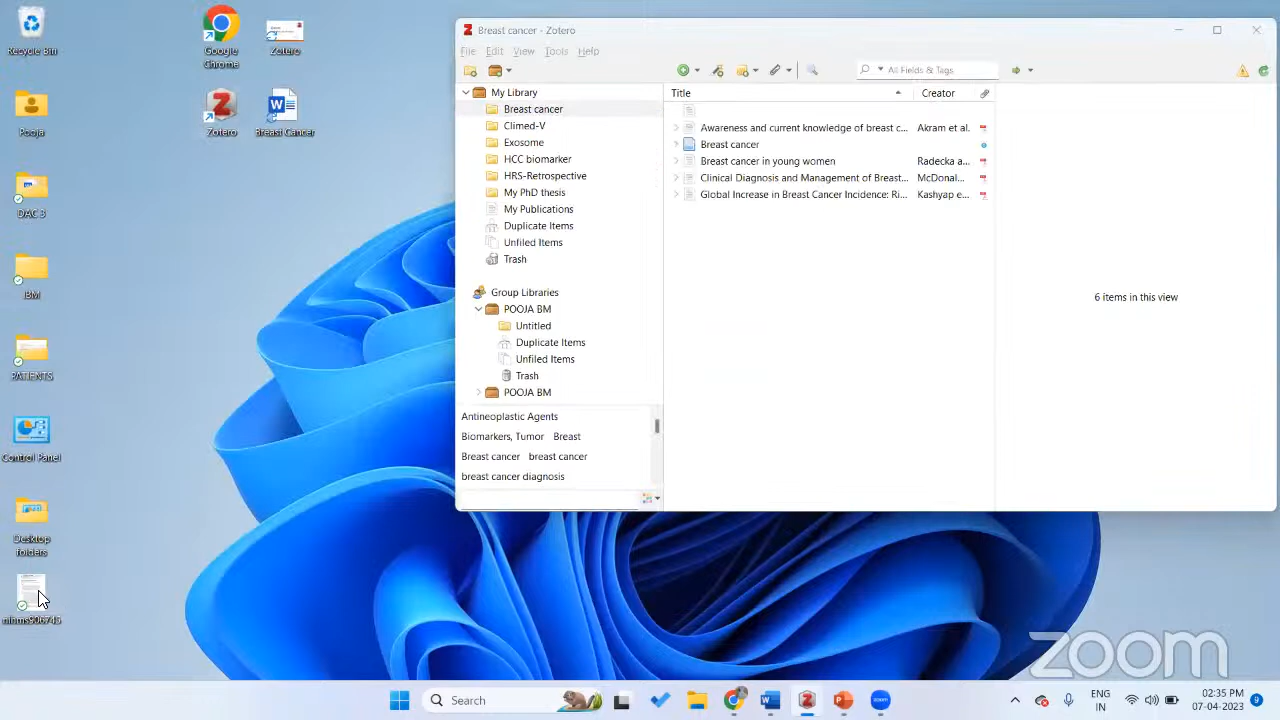 Recycle Bin
Google
Chrome
Zotero
Pooja
Zotero
Breast Cancer
DAC 3
IBM
PATIENTS
Control Panel
Desktop
folders
Breast cancer - Zotero
File Edit View Tools Help
All Fields & Tags
My Library
Breast cancer
Climed-V
Exosome
HCC biomarker
HRS-Retrospective
My PhD thesis
My Publications
Duplicate Items
Unfiled Items
Trash
Group Libraries
POOJA BM
Untitled
Duplicate Items
Unfiled Items
Trash
POOJA BM
Antineoplastic Agents
Biomarkers, Tumor Breast
Breast cancer breast cancer
breast cancer diagnosis
Title Creator
Awareness and current knowledge of breast c... Akram et al.
Breast cancer
Breast cancer in young women Radecka a...
Clinical Diagnosis and Management of Breast... McDonal...
Global Increase in Breast Cancer Incidence: Ri... Kashyap e...
6 items in this view
zoom
Search
ENG
IN
02:35 PM
07-04-2023
9